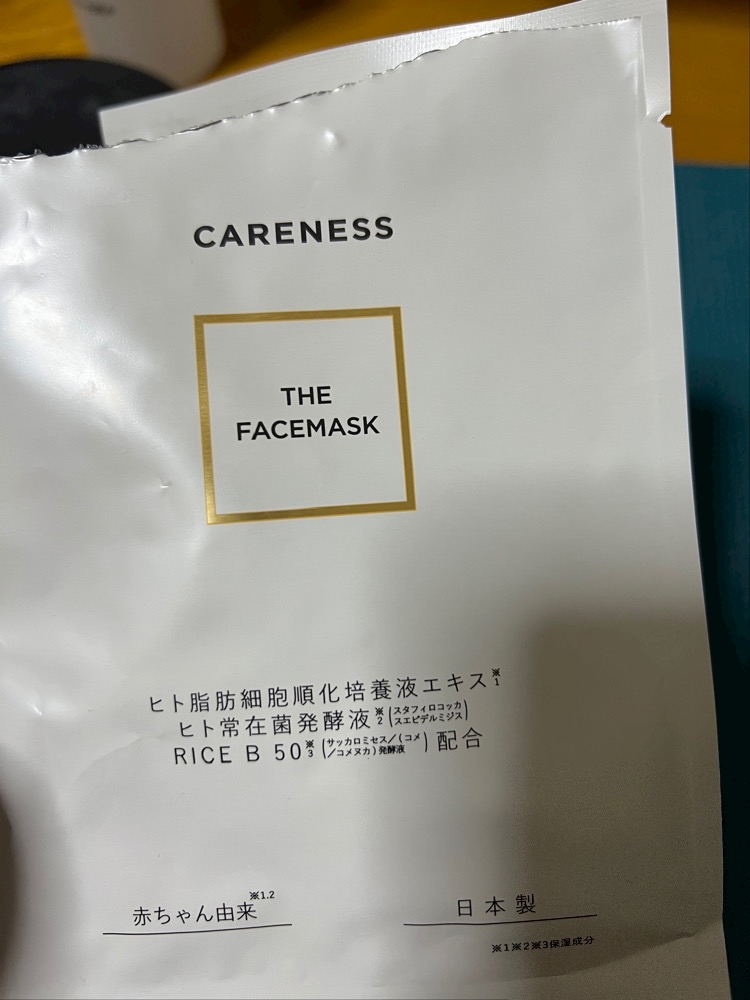 CARENESS
THE
FACEMASK
ヒト脂肪細胞順化培養液エキス※1
ヒト常在菌発酵液※2(スタフィロコッカスエピデルミジス)
RICE B 50※3(サッカロミセス/(コメ/コメヌカ)発酵液)配合
赤ちゃん由来※1.2
日本製
※1※2※3保湿成分